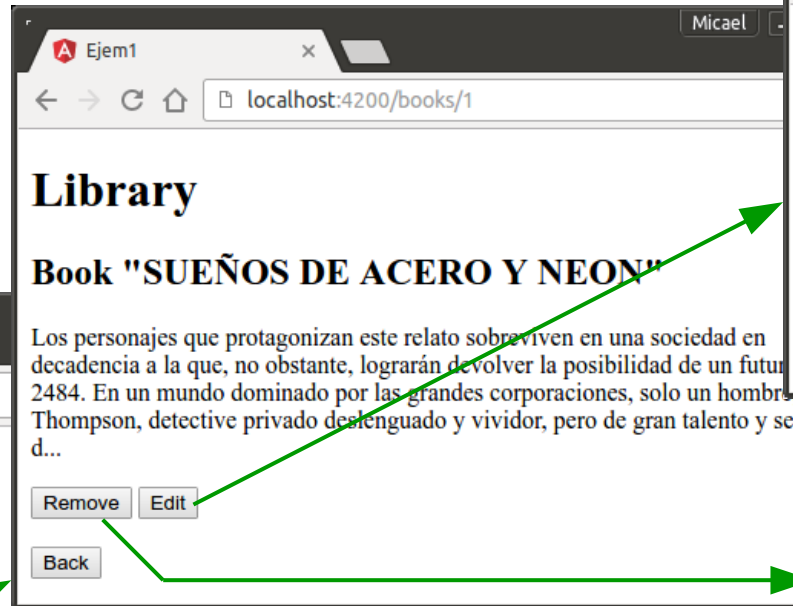 Micael
Ejem1
localhost:4200/books/1
Library
Book "SUEÑOS DE ACERO Y NEON"
Los personajes que protagonizan este relato sobreviven en una sociedad en
decadencia a la que, no obstante, lograrán devolver la posibilidad de un futur
2484. En un mundo dominado por las grandes corporaciones, solo un hombre
Thompson, detective privado deslenguado y vividor, pero de gran talento y se
d...
Remove Edit
Back